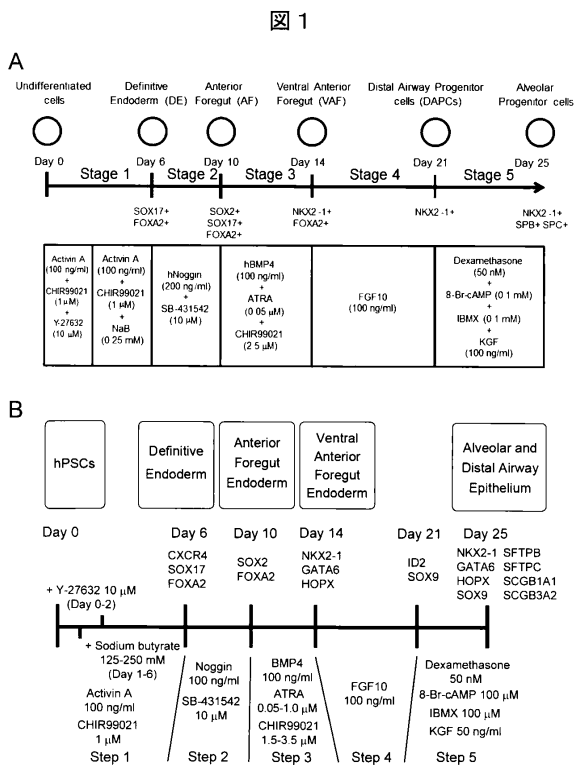 図1
A
Undifferentiated cells
Definitive Endoderm (DE)
Anterior Foregut (AF)
Ventral Anterior Foregut (VAF)
Distal Airway Progenitor cells (DAPCs)
Alveolar Progenitor cells
Day 0
Day 6
Day 10
Day 14
Day 21
Day 25
Stage 1
Stage 2
Stage 3
Stage 4
Stage 5
SOX17+
FOXA2+
SOX2+
SOX17+
FOXA2+
NKX2-1+
FOXA2+
NKX2-1+
NKX2-1+
SPB+ SPC+
Activin A
(100 ng/ml)
+
CHIR99021
(1 μM)
+
Y-27632
(10 μM)
Activin A
(100 ng/ml)
+
CHIR99021
(1 μM)
+
NaB
(0 25 mM)
hNoggin
(200 ng/ml)
+
SB-431542
(10 μM)
hBMP4
(100 ng/ml)
+
ATRA
(0 05 μM)
+
CHIR99021
(2 5 μM)
FGF10
(100 ng/ml)
Dexamethasone
(50 nM)
+
8-Br-cAMP (0 1 mM)
+
IBMX (0 1 mM)
+
KGF
(100 ng/ml)
B
hPSCs
Definitive
Endoderm
Anterior
Foregut
Endoderm
Ventral
Anterior
Foregut
Endoderm
Alveolar and
Distal Airway
Epithelium
Day 0
Day 6
Day 10
Day 14
Day 21
Day 25
CXCR4
SOX17
FOXA2
SOX2
FOXA2
NKX2-1
GATA6
HOPX
ID2
SOX9
NKX2-1 SFTPB
GATA6 SFTPC
HOPX SCGB1A1
SOX9 SCGB3A2
+ Y-27632 10 μM
(Day 0-2)
+ Sodium butyrate
125-250 mM
(Day 1-6)
Activin A
100 ng/ml
CHIR99021
1 μM
Step 1
Noggin
100 ng/ml
SB-431542
10 μM
Step 2
BMP4
100 ng/ml
ATRA
0.05-1.0 μM
CHIR99021
1.5-3.5 μM
Step 3
FGF10
100 ng/ml
Step 4
Dexamethasone
50 nM
8-Br-cAMP 100 μM
IBMX 100 μM
KGF 50 ng/ml
Step 5